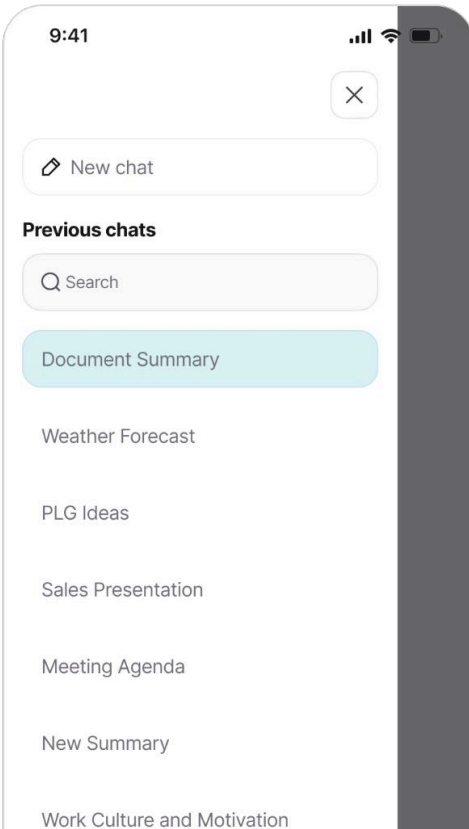 9:41
New chat
Previous chats
Search
Document Summary
Weather Forecast
PLG Ideas
Sales Presentation
Meeting Agenda
New Summary
Work Culture and Motivation